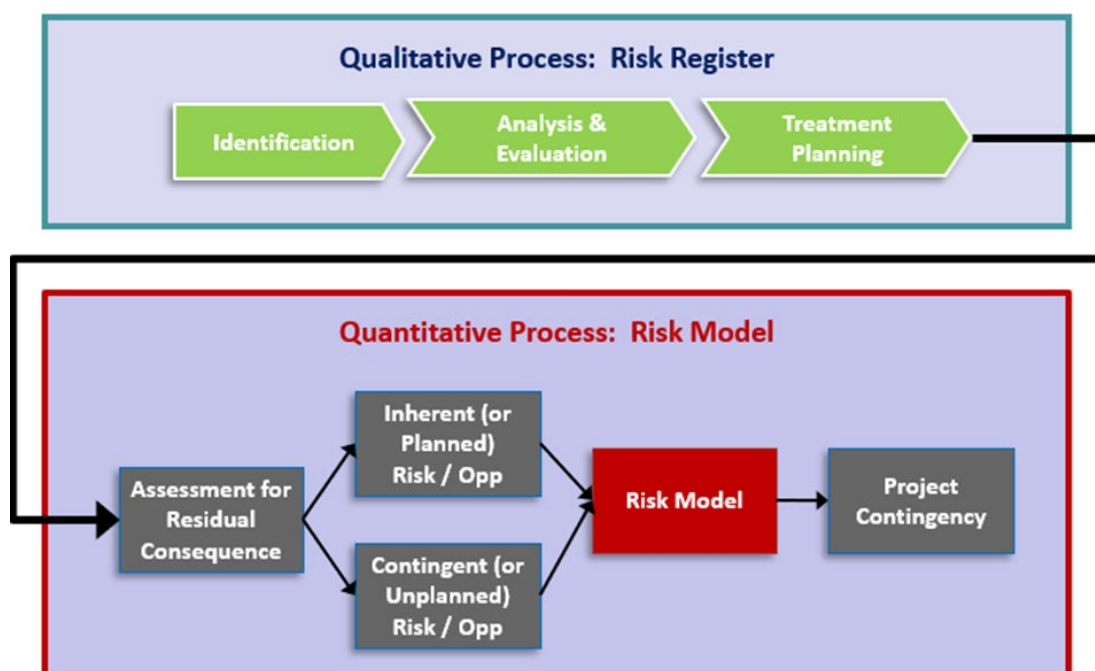 Qualitative Process: Risk Register
Identification
Analysis &
Evaluation
Treatment
Planning
Quantitative Process: Risk Model
Assessment for
Residual
Consequence
Inherent (or
Planned)
Risk / Opp
Contingent (or
Unplanned)
Risk / Opp
Risk Model
Project
Contingency